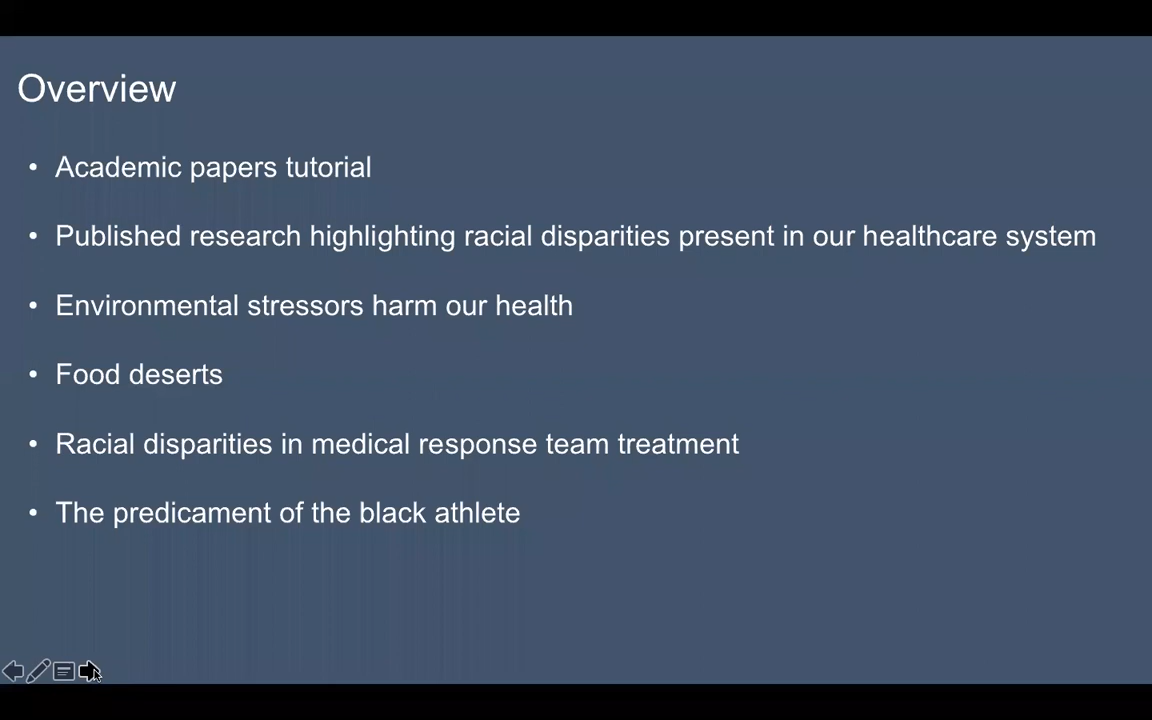 Overview
• Academic papers tutorial
• Published research highlighting racial disparities present in our healthcare system
• Environmental stressors harm our health
• Food deserts
• Racial disparities in medical response team treatment
• The predicament of the black athlete